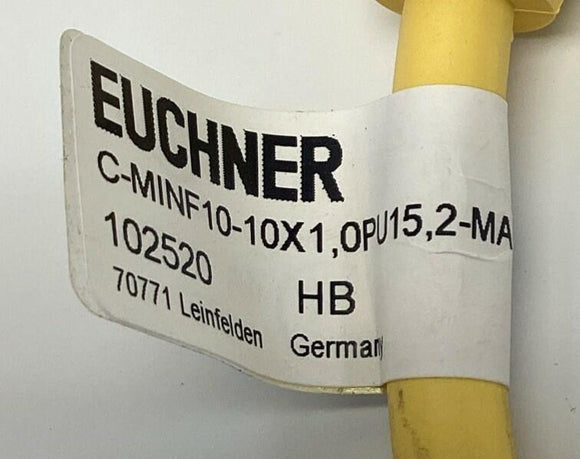 EUCHNER
C-MINF10-10X1,0PU15,2-MA
102520 HB
70771 Leinfelden German